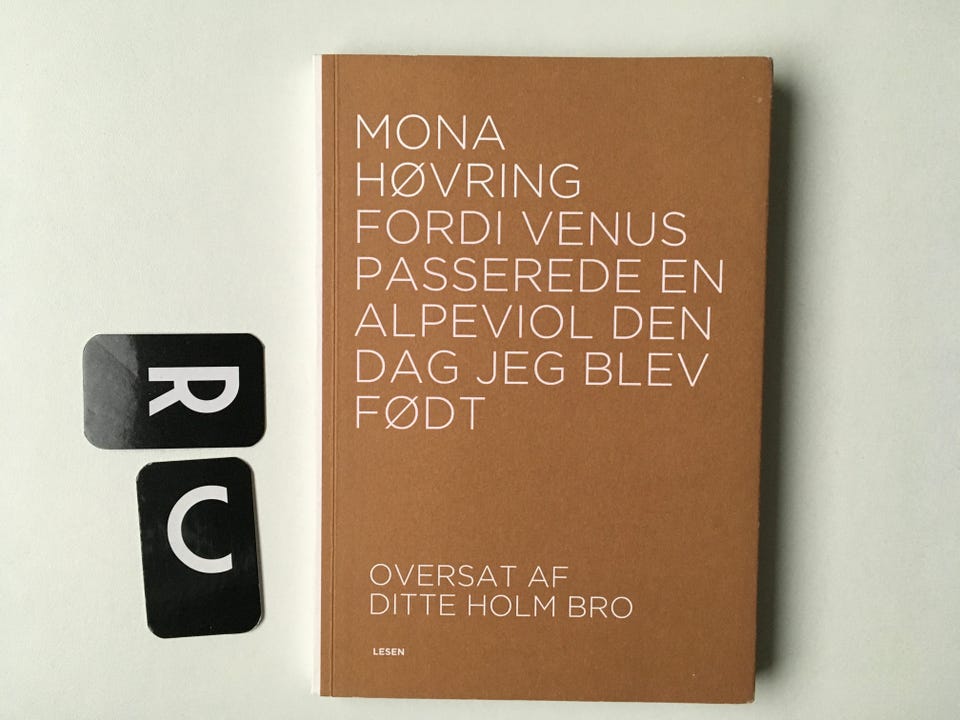 MONA
HØVRING
FORDI VENUS
PASSEREDE EN
ALPEVIOL DEN
DAG JEG BLEV
FØDT
OVERSAT AF
DITTE HOLM BRO
LESEN
R
C